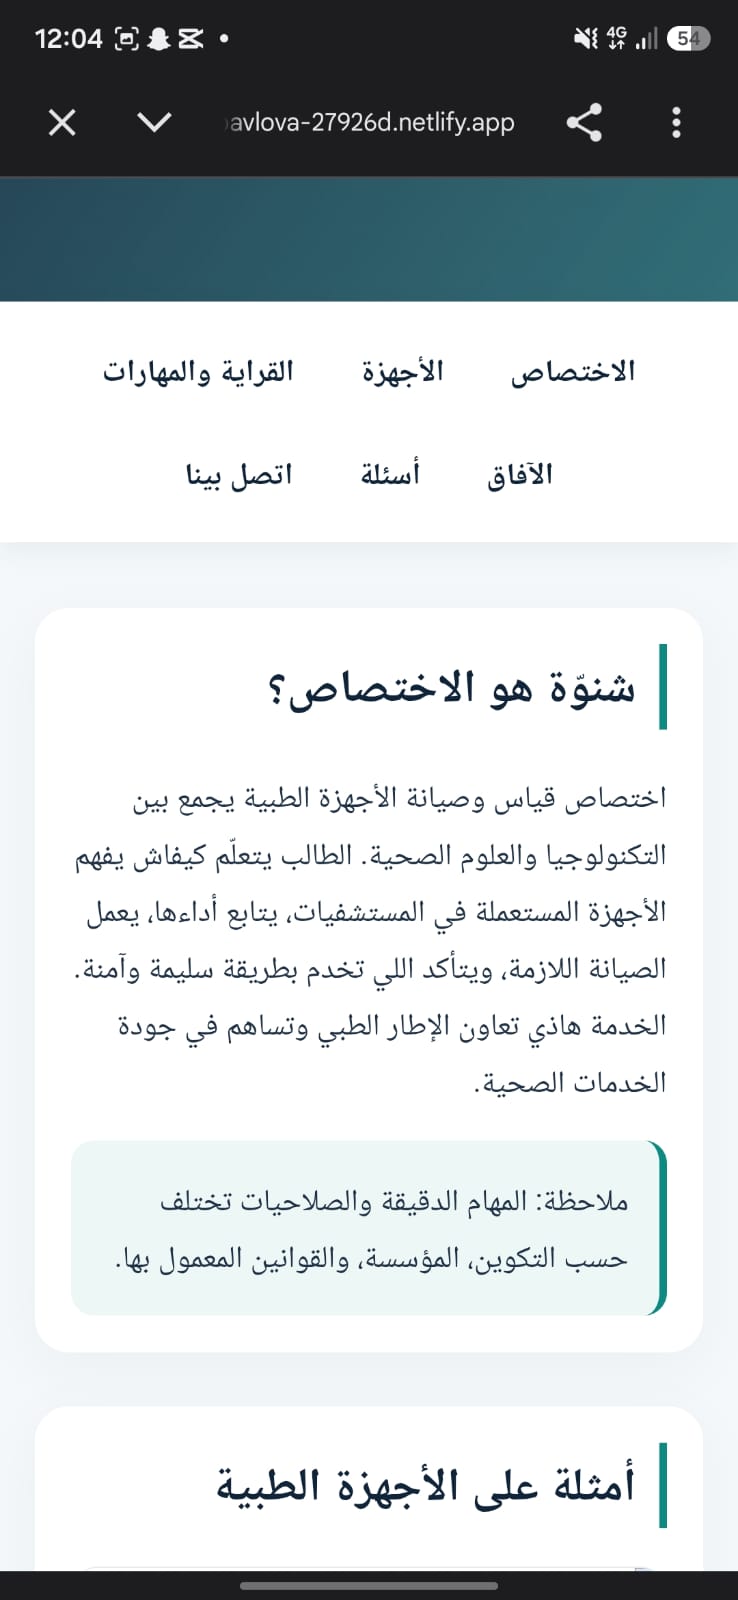 12:04
4G
54
avlova-27926d.netlify.app
الاختصاص الأجهزة القراية والمهارات
الآفاق أسئلة اتصل بينا
شنوّة هو الاختصاص؟
اختصاص قياس وصيانة الأجهزة الطبية يجمع بين
التكنولوجيا والعلوم الصحية. الطالب يتعلّم كيفاش يفهم
الأجهزة المستعملة في المستشفيات، يتابع أداءها، يعمل
الصيانة اللازمة، ويتأكد اللي تخدم بطريقة سليمة وآمنة.
الخدمة هاذي تعاون الإطار الطبي وتساهم في جودة
الخدمات الصحية.
ملاحظة: المهام الدقيقة والصلاحيات تختلف
حسب التكوين، المؤسسة، والقوانين المعمول بها.
أمثلة على الأجهزة الطبية